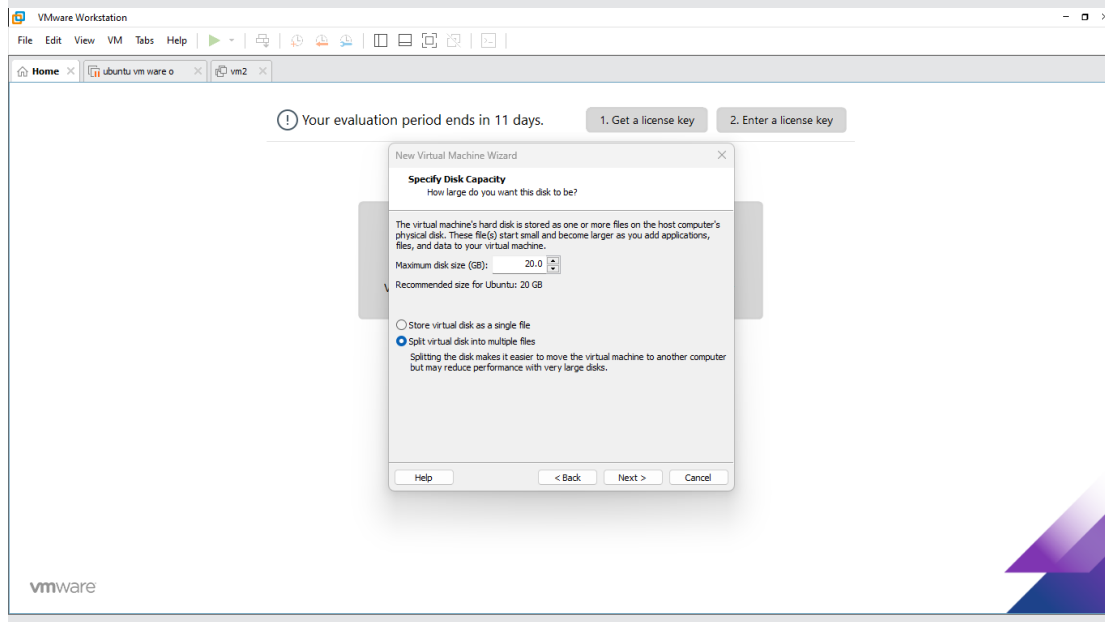 VMware Workstation
File Edit View VM Tabs Help
Home ubuntu vm ware o vm2
Your evaluation period ends in 11 days. 1. Get a license key 2. Enter a license key
New Virtual Machine Wizard
Specify Disk Capacity
How large do you want this disk to be?
The virtual machine's hard disk is stored as one or more files on the host computer's
physical disk. These file(s) start small and become larger as you add applications,
files, and data to your virtual machine.
Maximum disk size (GB): 20.0
Recommended size for Ubuntu: 20 GB
Store virtual disk as a single file
Split virtual disk into multiple files
Splitting the disk makes it easier to move the virtual machine to another computer
but may reduce performance with very large disks.
Help < Back Next > Cancel
vmware